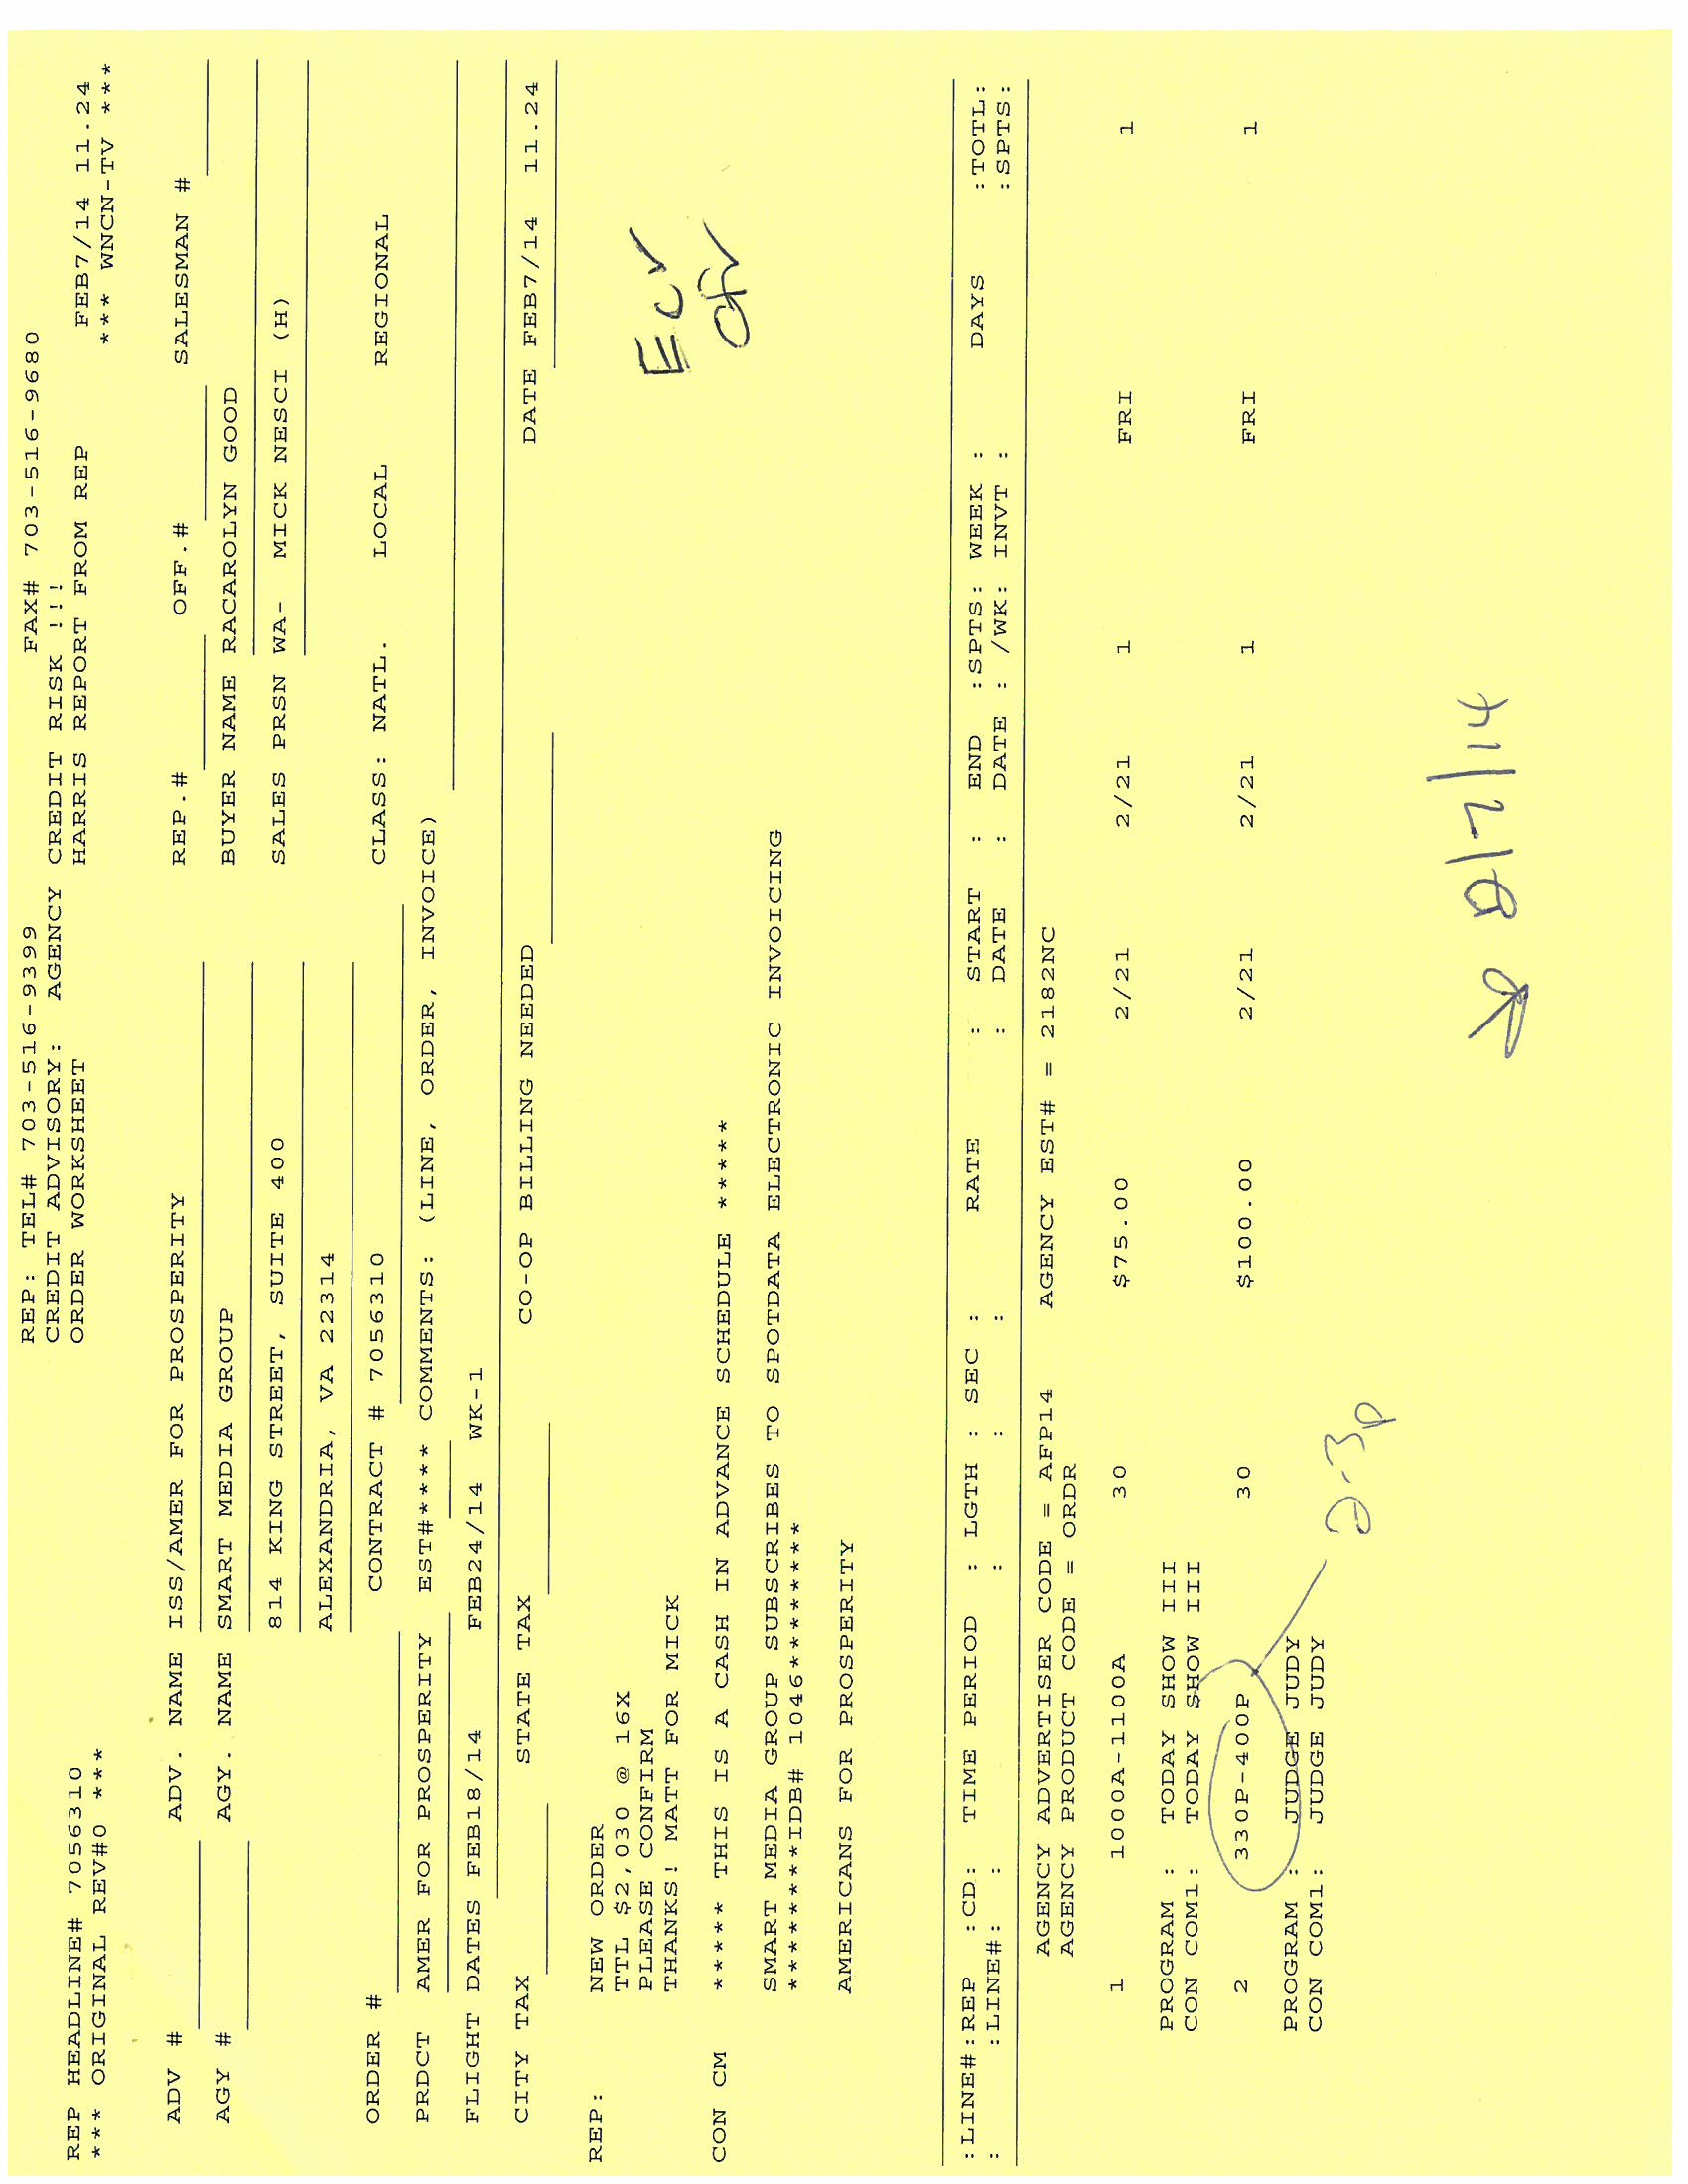 REP: TEL# 703-516-9399 FAX# 703-516-9680
CREDIT ADVISORY: AGENCY CREDIT RISK !!!
REP HEADLINE# 7056310 ORDER WORKSHEET HARRIS REPORT FROM REP FEB7/14 11.24
*** ORIGINAL REV#0 *** *** WNCN-TV ***
ADV # ADV. NAME ISS/AMER FOR PROSPERITY REP.# OFF.# SALESMAN #
AGY # AGY. NAME SMART MEDIA GROUP BUYER NAME RACAROLYN GOOD
814 KING STREET, SUITE 400 SALES PRSN WA- MICK NESCI (H)
ALEXANDRIA, VA 22314
ORDER # CONTRACT # 7056310 CLASS: NATL. LOCAL REGIONAL
PRDCT AMER FOR PROSPERITY EST#**** COMMENTS: (LINE, ORDER, INVOICE)
FLIGHT DATES FEB18/14 FEB24/14 WK-1
CITY TAX STATE TAX CO-OP BILLING NEEDED DATE FEB7/14 11.24
REP: NEW ORDER
TTL $2,030 @ 16X
PLEASE CONFIRM
THANKS! MATT FOR MICK
CON CM ***** THIS IS A CASH IN ADVANCE SCHEDULE *****
SMART MEDIA GROUP SUBSCRIBES TO SPOTDATA ELECTRONIC INVOICING
*********IDB# 1046***********
AMERICANS FOR PROSPERITY
:LINE#:REP :CD: TIME PERIOD : LGTH : SEC : RATE : START : END :SPTS: WEEK : DAYS :TOTL:
: :LINE#: : : : : DATE : DATE : /WK: INVT : :SPTS:
AGENCY ADVERTISER CODE = AFP14 AGENCY EST# = 2182NC
AGENCY PRODUCT CODE = ORDR
1 1000A-1100A 30 $75.00 2/21 2/21 1 FRI 1
PROGRAM : TODAY SHOW III
CON COM1: TODAY SHOW III
2 330P-400P 30 $100.00 2/21 2/21 1 FRI 1
PROGRAM : JUDGE JUDY
CON COM1: JUDGE JUDY
2-3p